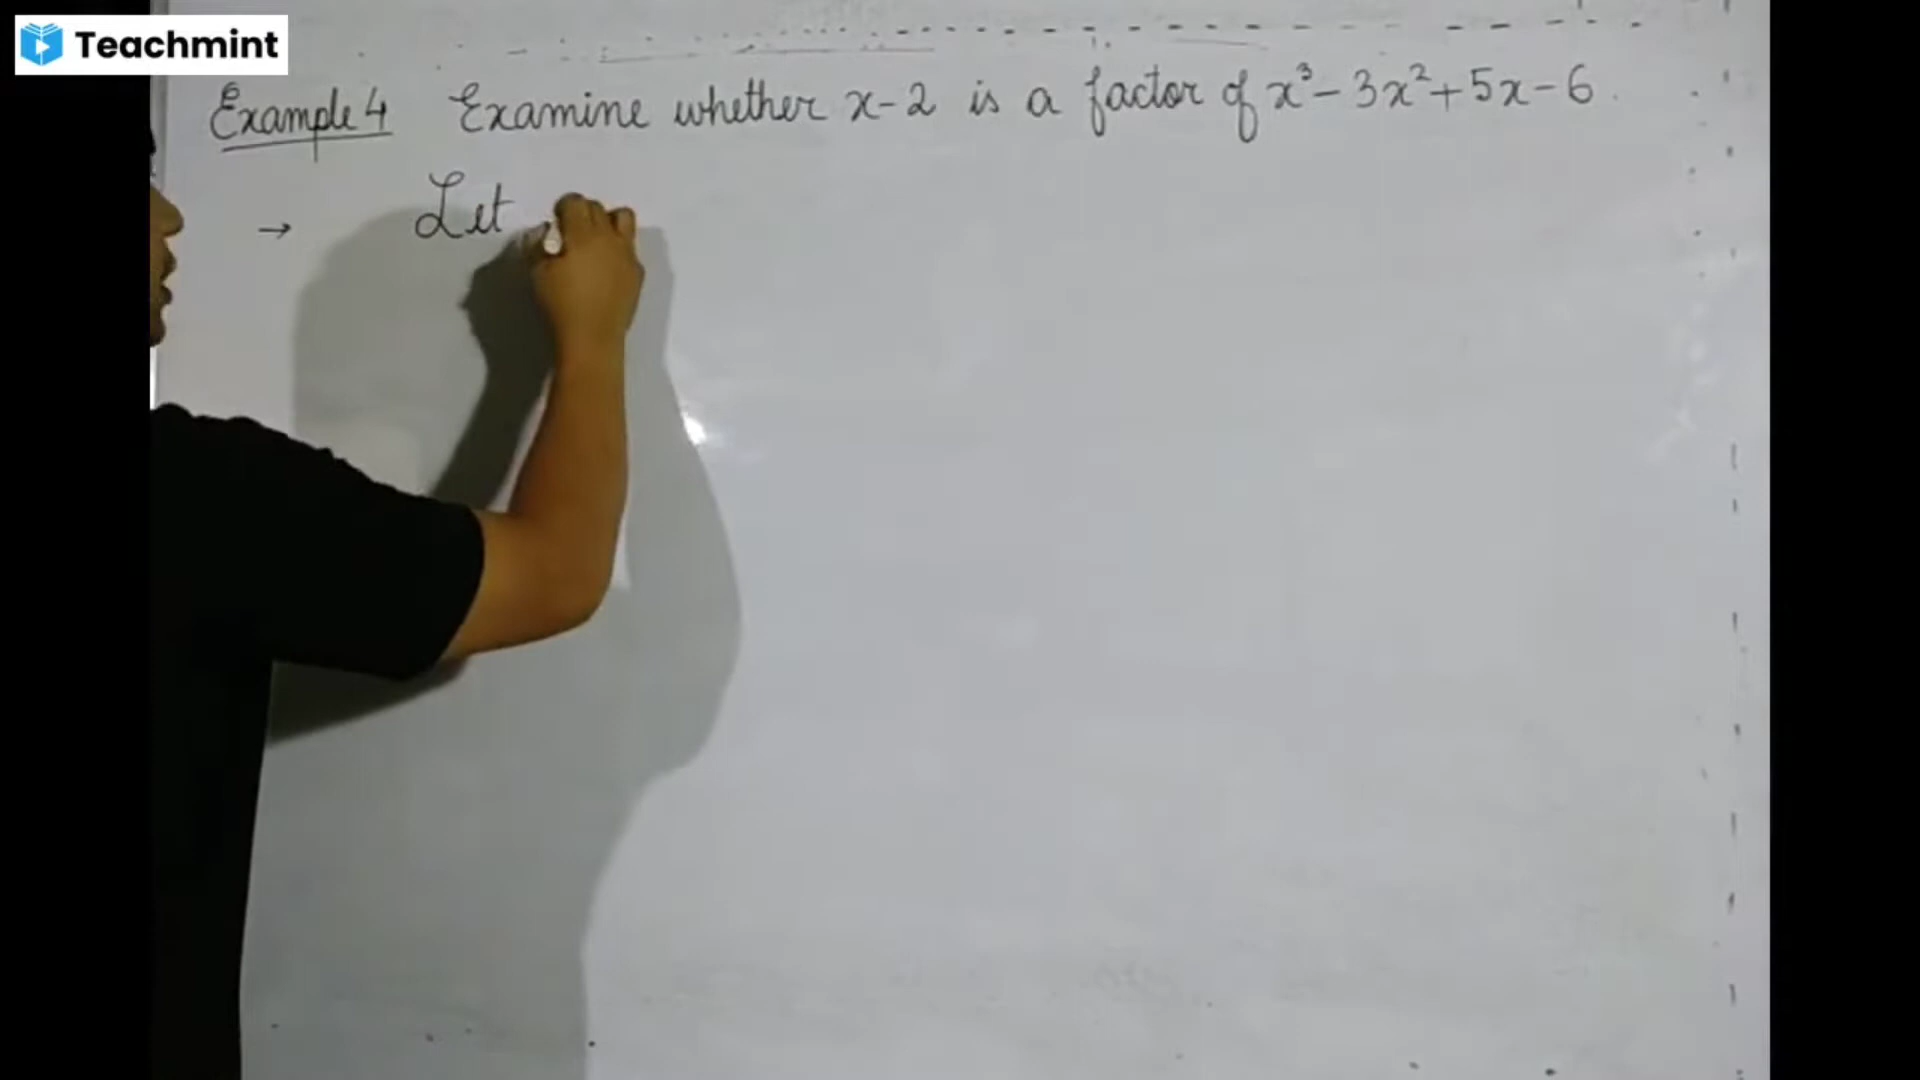 Teachmint
Example 4 Examine whether x-2 is a factor of x³-3x²+5x-6.
→ Let